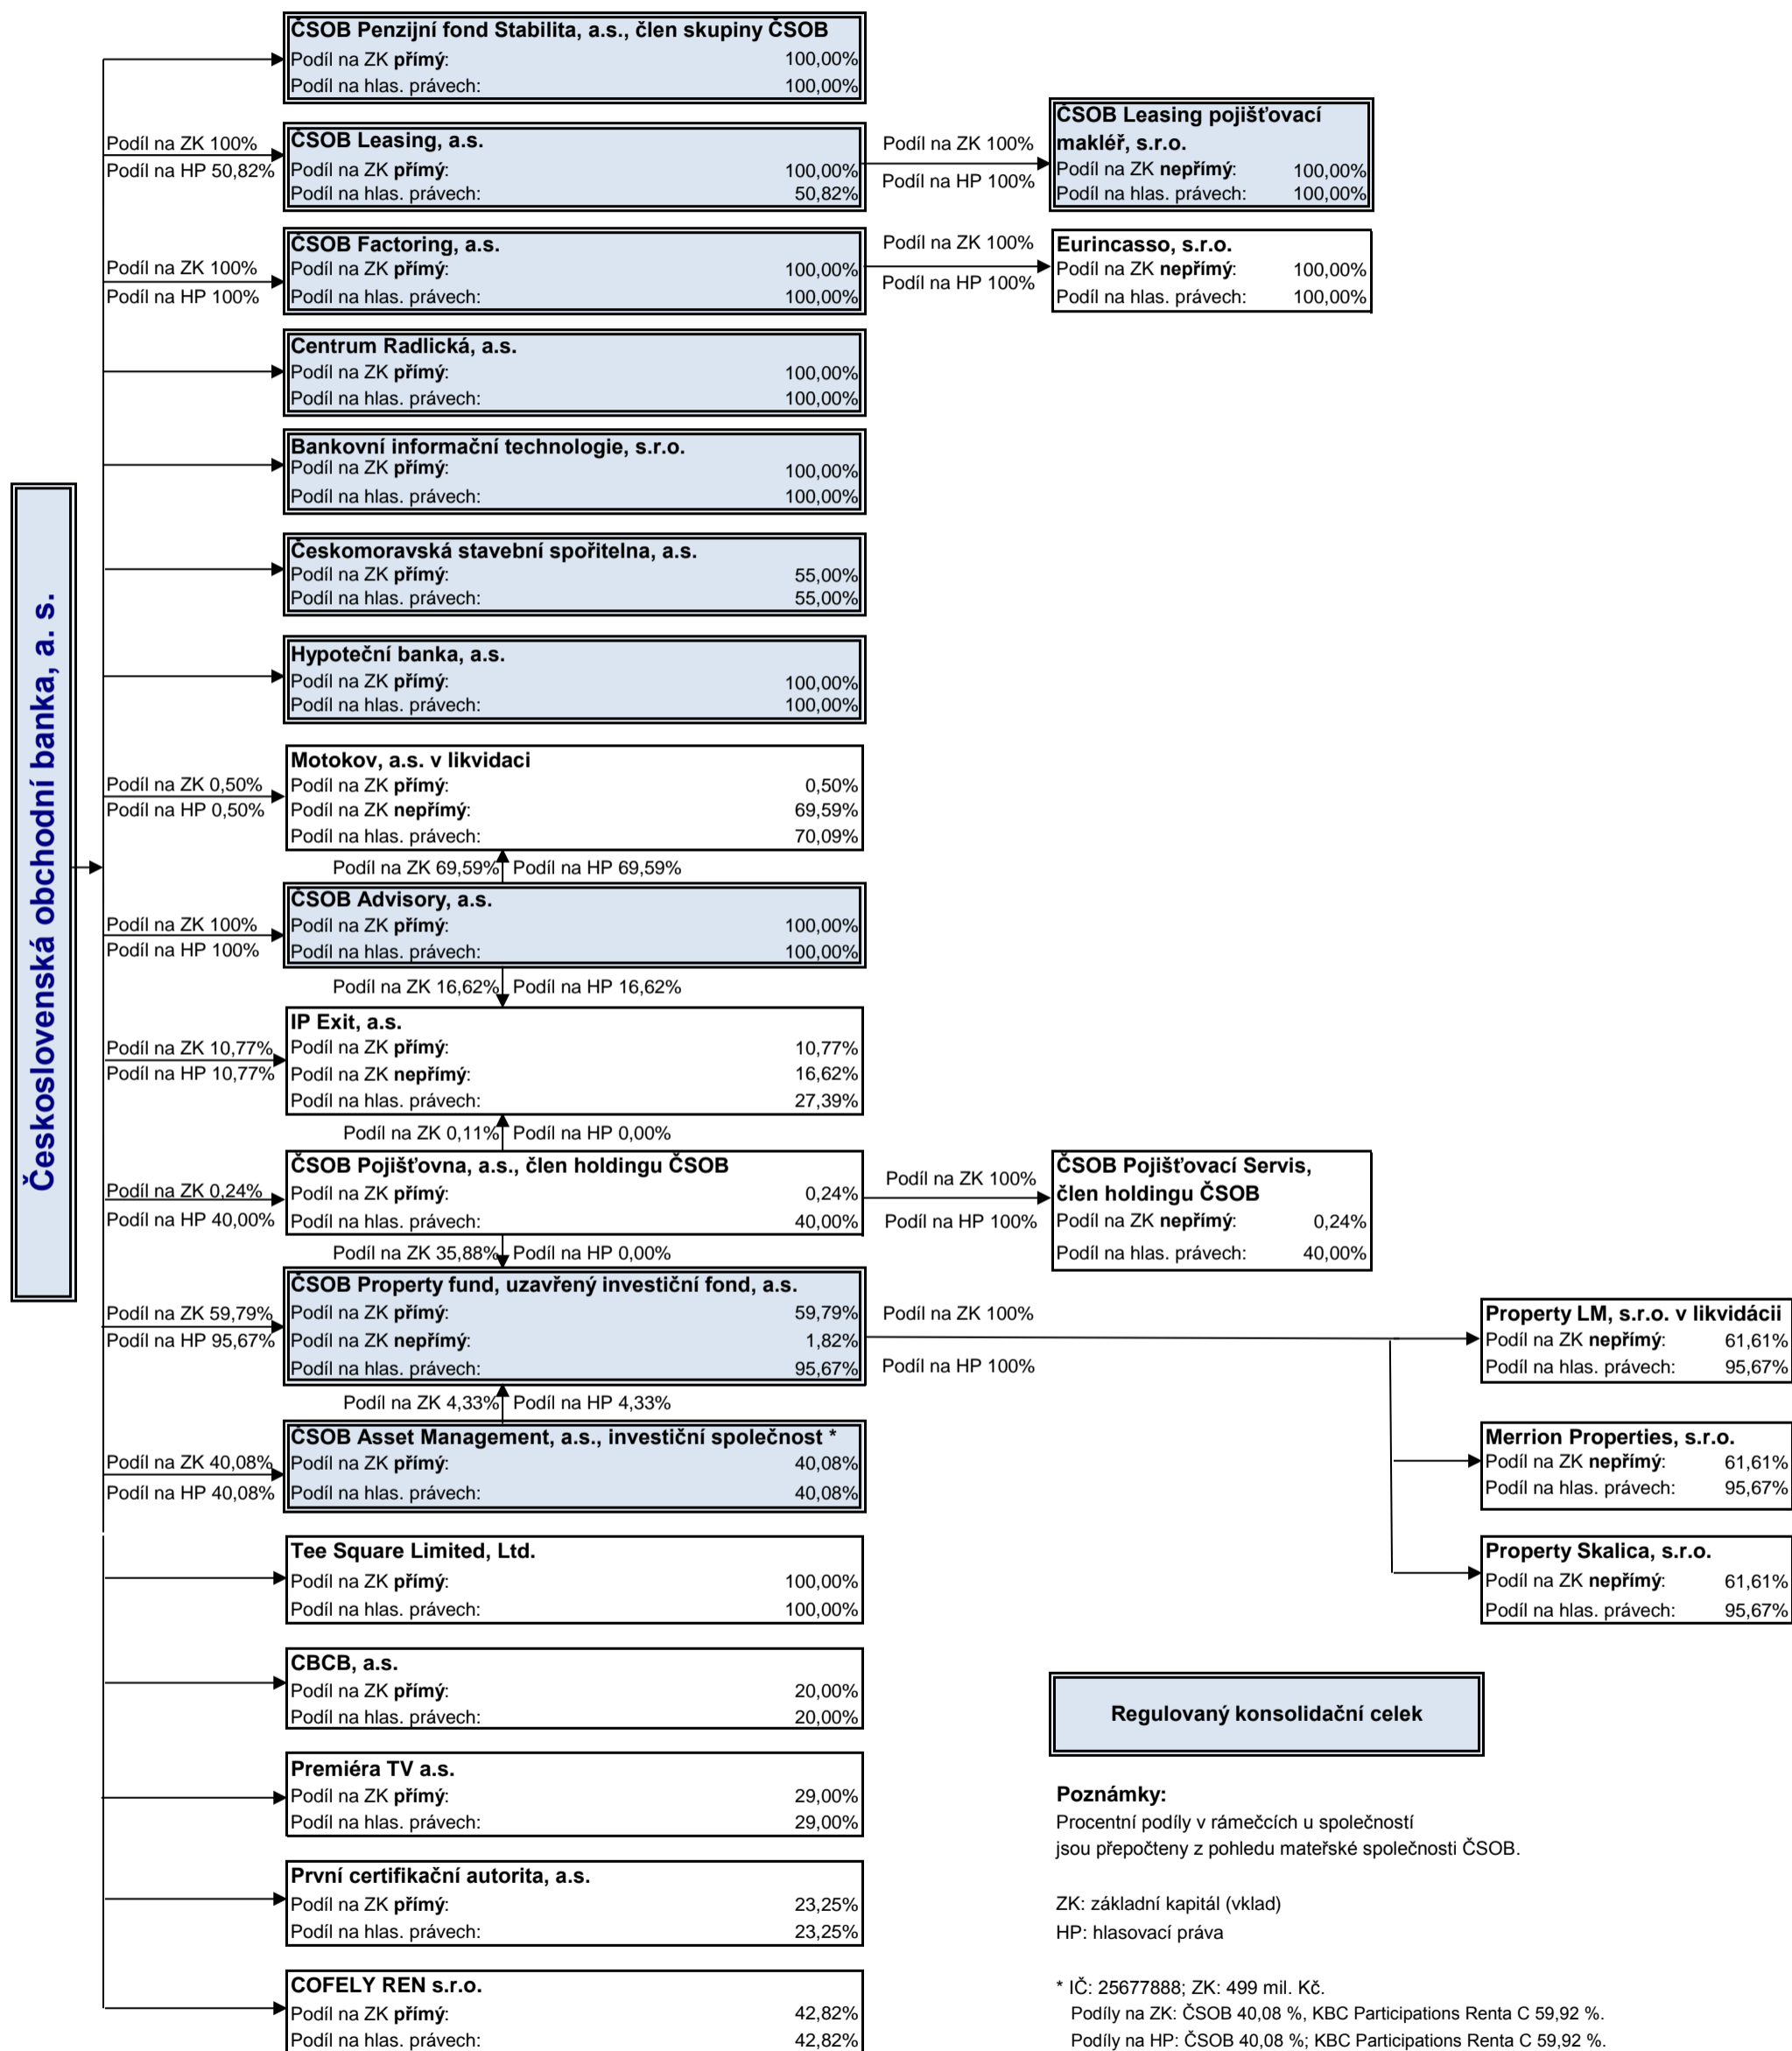 Československá obchodní banka, a. s.
ČSOB Penzijní fond Stabilita, a.s., člen skupiny ČSOB
Podíl na ZK přímý: 100,00%
Podíl na hlas. právech: 100,00%
Podíl na ZK 100%
Podíl na HP 50,82%
ČSOB Leasing, a.s.
Podíl na ZK přímý: 100,00%
Podíl na hlas. právech: 50,82%
Podíl na ZK 100%
Podíl na HP 100%
ČSOB Leasing pojišťovací
makléř, s.r.o.
Podíl na ZK nepřímý: 100,00%
Podíl na hlas. právech: 100,00%
Podíl na ZK 100%
Podíl na HP 100%
ČSOB Factoring, a.s.
Podíl na ZK přímý: 100,00%
Podíl na hlas. právech: 100,00%
Podíl na ZK 100%
Podíl na HP 100%
Eurincasso, s.r.o.
Podíl na ZK nepřímý: 100,00%
Podíl na hlas. právech: 100,00%
Centrum Radlická, a.s.
Podíl na ZK přímý: 100,00%
Podíl na hlas. právech: 100,00%
Bankovní informační technologie, s.r.o.
Podíl na ZK přímý: 100,00%
Podíl na hlas. právech: 100,00%
Českomoravská stavební spořitelna, a.s.
Podíl na ZK přímý: 55,00%
Podíl na hlas. právech: 55,00%
Hypoteční banka, a.s.
Podíl na ZK přímý: 100,00%
Podíl na hlas. právech: 100,00%
Podíl na ZK 0,50%
Podíl na HP 0,50%
Motokov, a.s. v likvidaci
Podíl na ZK přímý: 0,50%
Podíl na ZK nepřímý: 69,59%
Podíl na hlas. právech: 70,09%
Podíl na ZK 69,59% Podíl na HP 69,59%
Podíl na ZK 100%
Podíl na HP 100%
ČSOB Advisory, a.s.
Podíl na ZK přímý: 100,00%
Podíl na hlas. právech: 100,00%
Podíl na ZK 16,62% Podíl na HP 16,62%
Podíl na ZK 10,77%
Podíl na HP 10,77%
IP Exit, a.s.
Podíl na ZK přímý: 10,77%
Podíl na ZK nepřímý: 16,62%
Podíl na hlas. právech: 27,39%
Podíl na ZK 0,11% Podíl na HP 0,00%
Podíl na ZK 0,24%
Podíl na HP 40,00%
ČSOB Pojišťovna, a.s., člen holdingu ČSOB
Podíl na ZK přímý: 0,24%
Podíl na hlas. právech: 40,00%
Podíl na ZK 100%
Podíl na HP 100%
ČSOB Pojišťovací Servis,
člen holdingu ČSOB
Podíl na ZK nepřímý: 0,24%
Podíl na hlas. právech: 40,00%
Podíl na ZK 35,88% Podíl na HP 0,00%
Podíl na ZK 59,79%
Podíl na HP 95,67%
ČSOB Property fund, uzavřený investiční fond, a.s.
Podíl na ZK přímý: 59,79%
Podíl na ZK nepřímý: 1,82%
Podíl na hlas. právech: 95,67%
Podíl na ZK 100%
Podíl na HP 100%
Property LM, s.r.o. v likvidácii
Podíl na ZK nepřímý: 61,61%
Podíl na hlas. právech: 95,67%
Podíl na ZK 4,33% Podíl na HP 4,33%
Podíl na ZK 40,08%
Podíl na HP 40,08%
ČSOB Asset Management, a.s., investiční společnost *
Podíl na ZK přímý: 40,08%
Podíl na hlas. právech: 40,08%
Merrion Properties, s.r.o.
Podíl na ZK nepřímý: 61,61%
Podíl na hlas. právech: 95,67%
Tee Square Limited, Ltd.
Podíl na ZK přímý: 100,00%
Podíl na hlas. právech: 100,00%
Property Skalica, s.r.o.
Podíl na ZK nepřímý: 61,61%
Podíl na hlas. právech: 95,67%
CBCB, a.s.
Podíl na ZK přímý: 20,00%
Podíl na hlas. právech: 20,00%
Premiéra TV a.s.
Podíl na ZK přímý: 29,00%
Podíl na hlas. právech: 29,00%
První certifikační autorita, a.s.
Podíl na ZK přímý: 23,25%
Podíl na hlas. právech: 23,25%
COFELY REN s.r.o.
Podíl na ZK přímý: 42,82%
Podíl na hlas. právech: 42,82%
Regulovaný konsolidační celek
Poznámky:
Procentní podíly v rámečcích u společností
jsou přepočteny z pohledu mateřské společnosti ČSOB.
ZK: základní kapitál (vklad)
HP: hlasovací práva
* IČ: 25677888; ZK: 499 mil. Kč.
Podíly na ZK: ČSOB 40,08 %, KBC Participations Renta C 59,92 %.
Podíly na HP: ČSOB 40,08 %; KBC Participations Renta C 59,92 %.